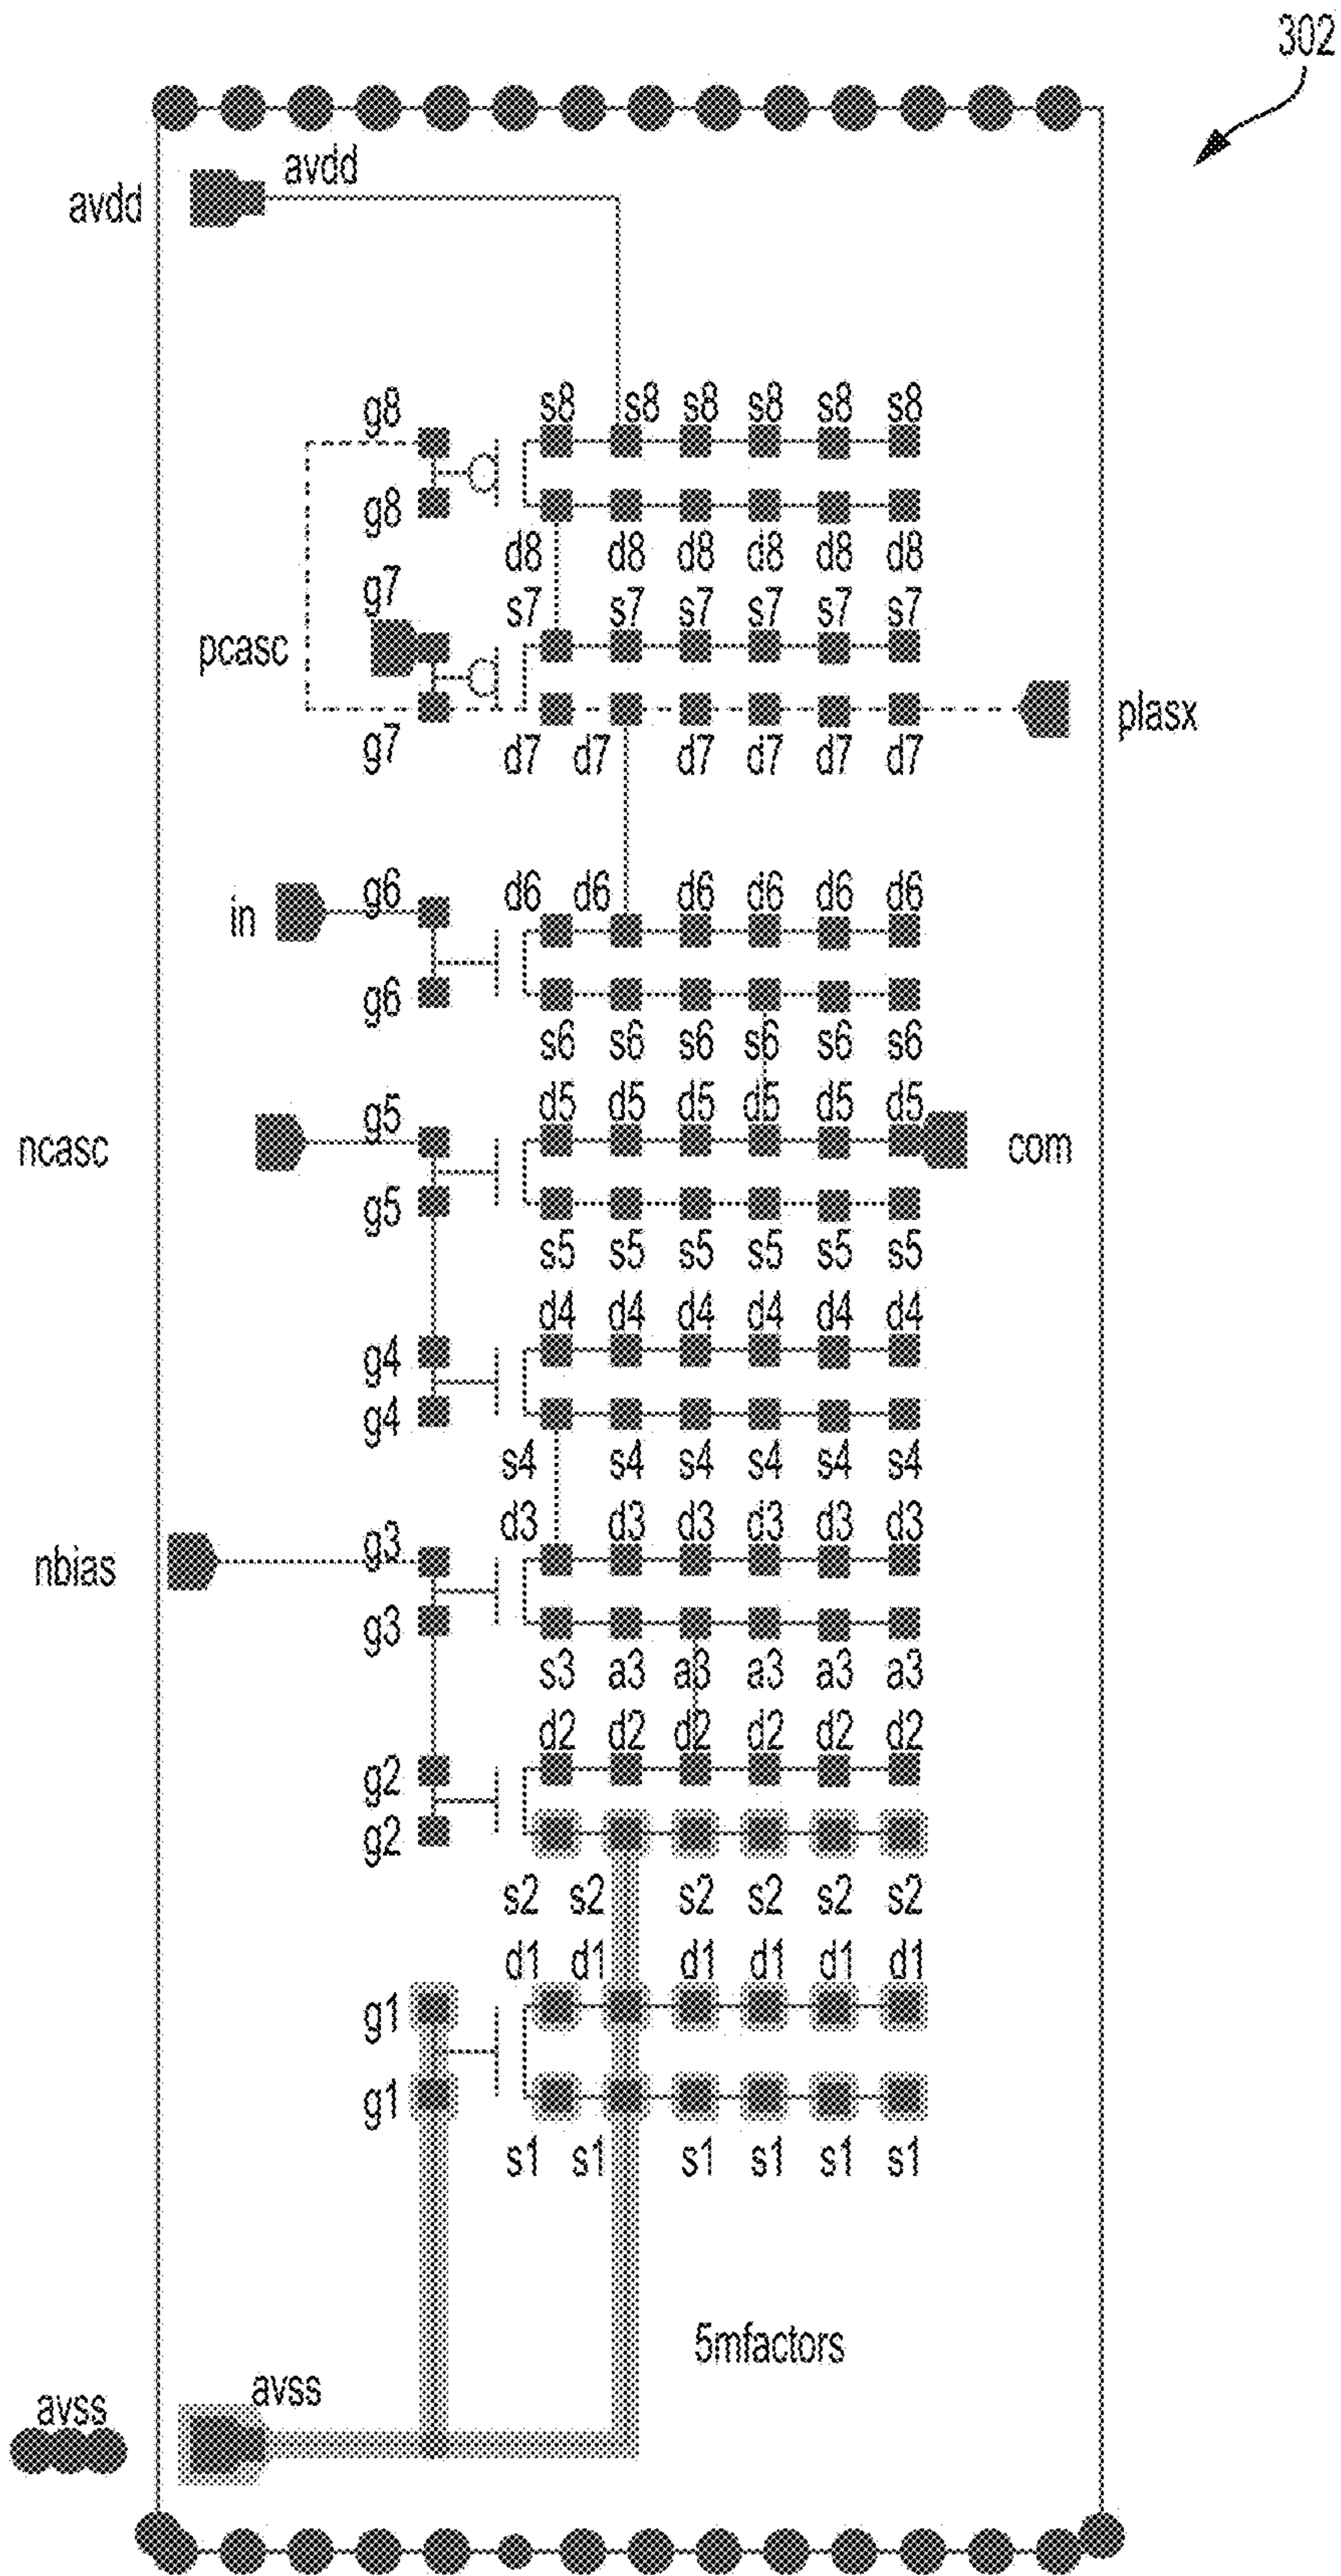 302
avdd
avdd
g8 s8 s8 s8 s8 s8 s8
g8
d8 d8 d8 d8 d8 d8
g7 s7 s7 s7 s7 s7 s7
pcasc
plasx
g7 d7 d7 d7 d7 d7 d7
g6 d6 d6 d6 d6 d6 d6
in
g6
s6 s6 s6 s6 s6 s6
g5 d5 d5 d5 d5 d5 d5
ncasc com
g5
s5 s5 s5 s5 s5 s5
d4 d4 d4 d4 d4 d4
g4
g4
s4 s4 s4 s4 s4 s4
g3 d3 d3 d3 d3 d3 d3
nbias
g3
s3 a3 a3 a3 a3 a3
d2 d2 d2 d2 d2 d2
g2
g2
s2 s2 s2 s2 s2 s2
d1 d1 d1 d1 d1 d1
g1
g1
s1 s1 s1 s1 s1 s1
5mfactors
avss
avss